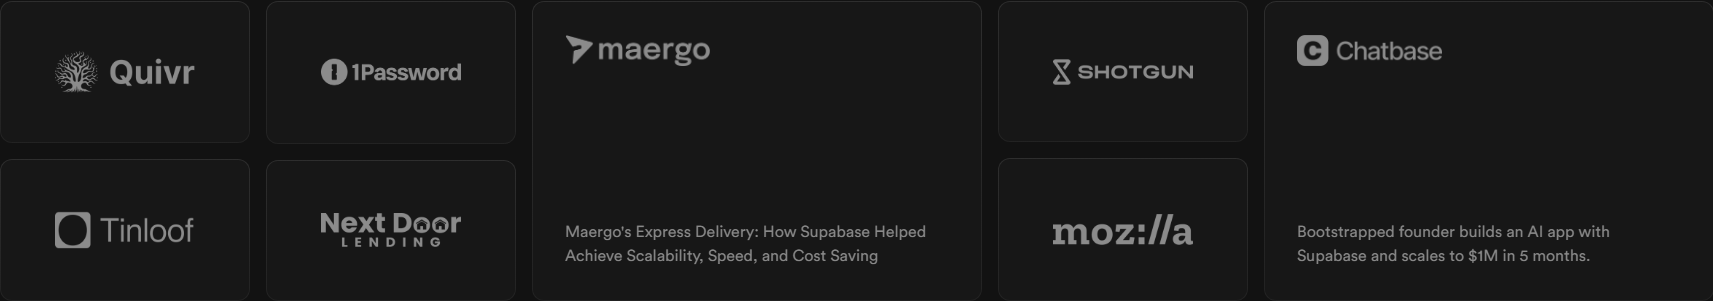 Quivr
1Password
maergo
SHOTGUN
Chatbase
Tinloof
Next Door
LENDING
Maergo's Express Delivery: How Supabase Helped
Achieve Scalability, Speed, and Cost Saving
moz://a
Bootstrapped founder builds an AI app with
Supabase and scales to $1M in 5 months.